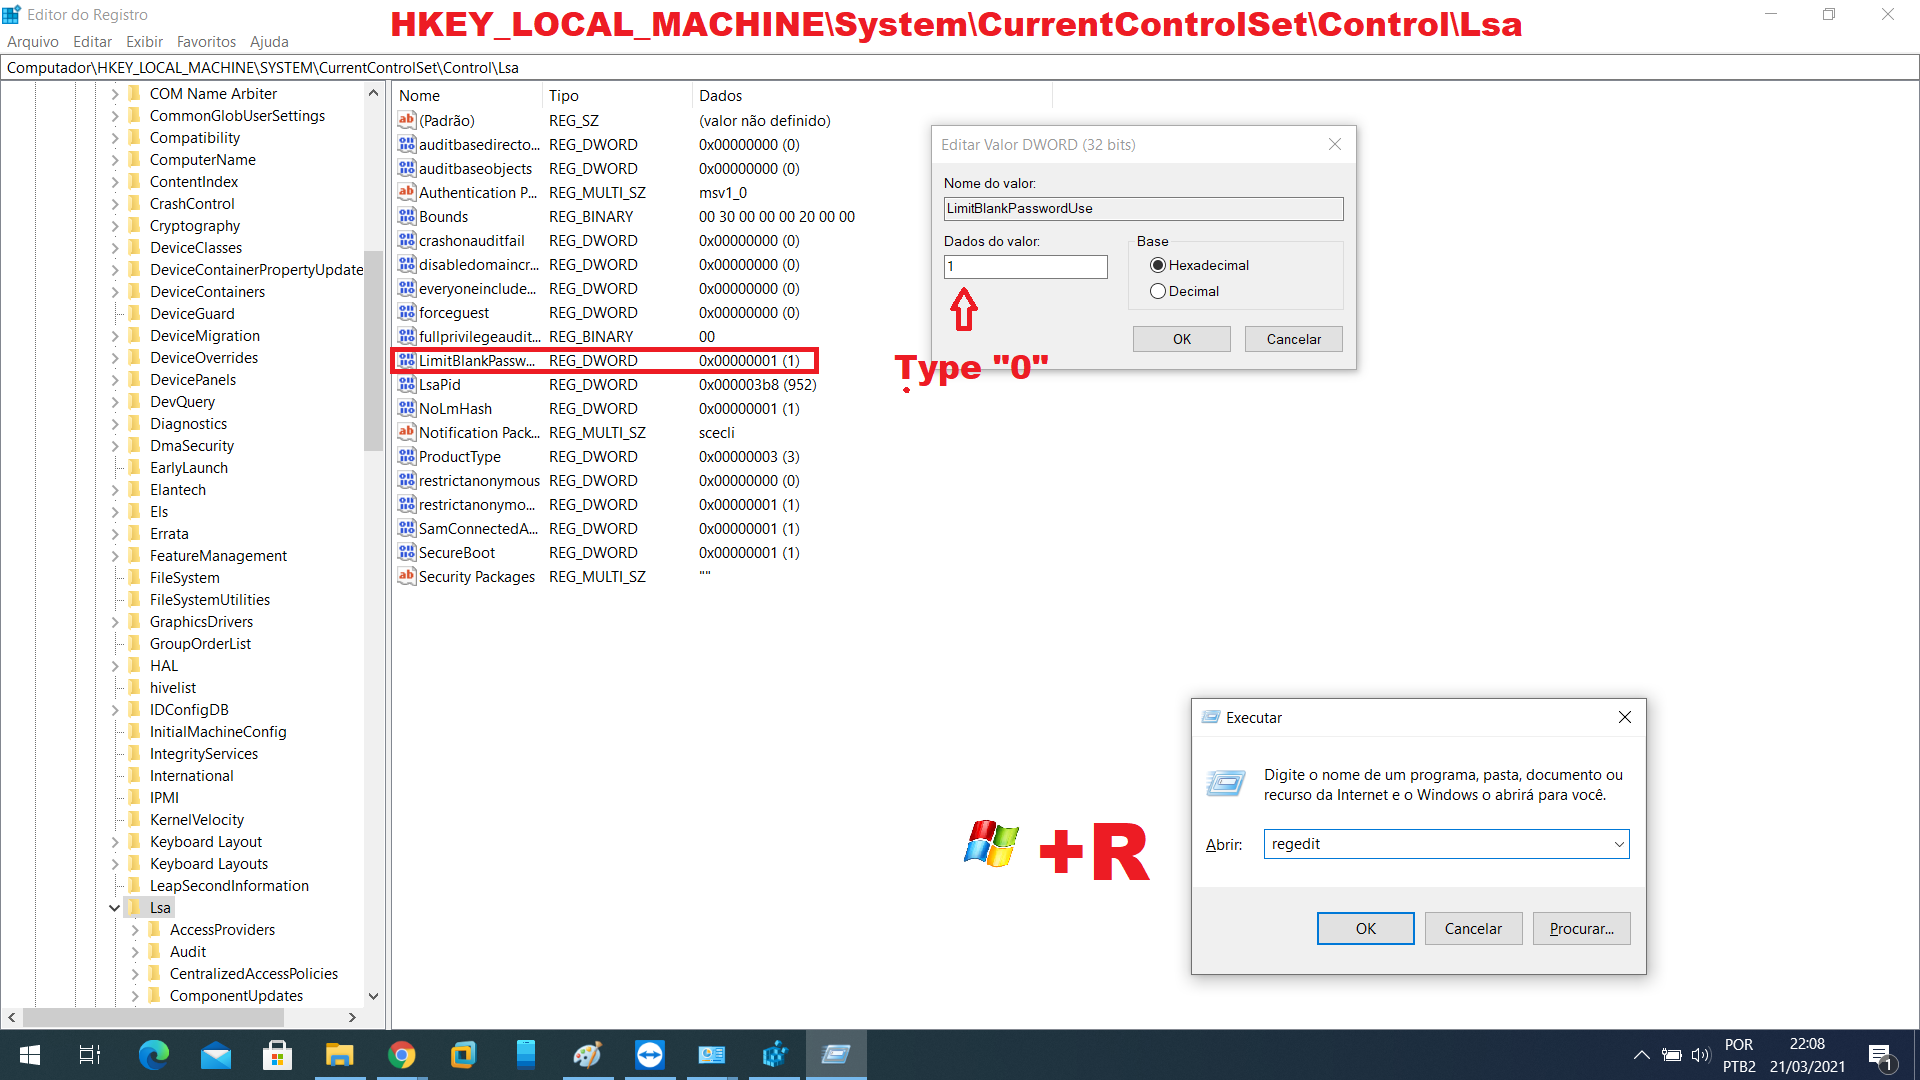 Editor do Registro
HKEY_LOCAL_MACHINE\System\CurrentControlSet\Control\Lsa
Arquivo Editar Exibir Favoritos Ajuda
Computador\HKEY_LOCAL_MACHINE\SYSTEM\CurrentControlSet\Control\Lsa
COM Name Arbiter
CommonGlobUserSettings
Compatibility
ComputerName
ContentIndex
CrashControl
Cryptography
DeviceClasses
DeviceContainerPropertyUpdate
DeviceContainers
DeviceGuard
DeviceMigration
DeviceOverrides
DevicePanels
DevQuery
Diagnostics
DmaSecurity
EarlyLaunch
Elantech
Els
Errata
FeatureManagement
FileSystem
FileSystemUtilities
GraphicsDrivers
GroupOrderList
HAL
hivelist
IDConfigDB
InitialMachineConfig
IntegrityServices
International
IPMI
KernelVelocity
Keyboard Layout
Keyboard Layouts
LeapSecondInformation
Lsa
AccessProviders
Audit
CentralizedAccessPolicies
ComponentUpdates
Nome Tipo Dados
(Padrão) REG_SZ (valor não definido)
auditbasedirecto... REG_DWORD 0x00000000 (0)
auditbaseobjects REG_DWORD 0x00000000 (0)
Authentication P... REG_MULTI_SZ msv1_0
Bounds REG_BINARY 00 30 00 00 00 20 00 00
crashonauditfail REG_DWORD 0x00000000 (0)
disabledomaincr... REG_DWORD 0x00000000 (0)
everyoneinclude... REG_DWORD 0x00000000 (0)
forceguest REG_DWORD 0x00000000 (0)
fullprivilegeaudit... REG_BINARY 00
LimitBlankPassw... REG_DWORD 0x00000001 (1)
LsaPid REG_DWORD 0x000003b8 (952)
NoLmHash REG_DWORD 0x00000001 (1)
Notification Pack... REG_MULTI_SZ scecli
ProductType REG_DWORD 0x00000003 (3)
restrictanonymous REG_DWORD 0x00000000 (0)
restrictanonymo... REG_DWORD 0x00000001 (1)
SamConnectedA... REG_DWORD 0x00000001 (1)
SecureBoot REG_DWORD 0x00000001 (1)
Security Packages REG_MULTI_SZ ""
Editar Valor DWORD (32 bits)
Nome do valor:
LimitBlankPasswordUse
Dados do valor:
1
Base
Hexadecimal
Decimal
OK Cancelar
Type "0"
+R
Executar
Digite o nome de um programa, pasta, documento ou
recurso da Internet e o Windows o abrirá para você.
Abrir: regedit
OK Cancelar Procurar...
POR
PTB2
22:08
21/03/2021
1